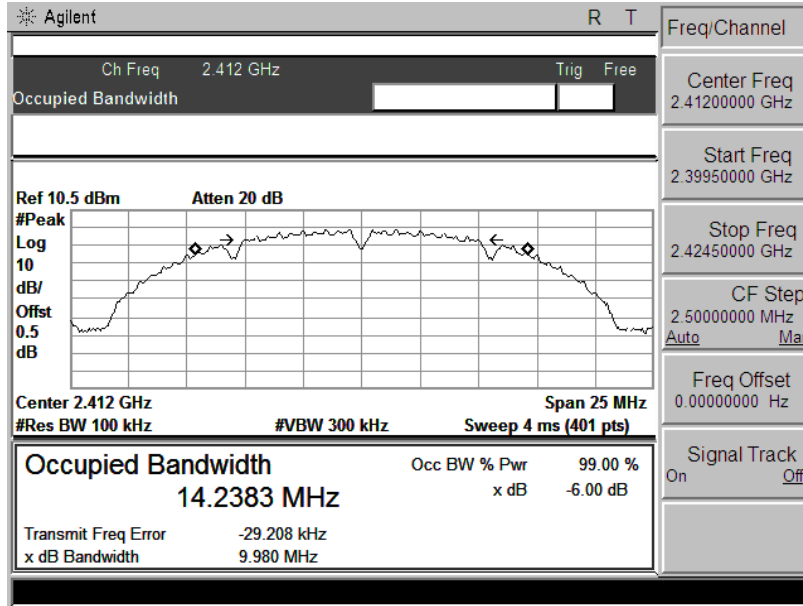 Agilent R T
Freq/Channel
Ch Freq 2.412 GHz Trig Free
Occupied Bandwidth
Center Freq
2.41200000 GHz
Start Freq
2.39950000 GHz
Stop Freq
2.42450000 GHz
CF Step
2.50000000 MHz
Auto Ma
Freq Offset
0.00000000 Hz
Signal Track
On Off
Ref 10.5 dBm Atten 20 dB
#Peak
Log
10
dB/
Offst
0.5
dB
Center 2.412 GHz Span 25 MHz
#Res BW 100 kHz #VBW 300 kHz Sweep 4 ms (401 pts)
Occupied Bandwidth
14.2383 MHz
Occ BW % Pwr 99.00 %
x dB -6.00 dB
Transmit Freq Error -29.208 kHz
x dB Bandwidth 9.980 MHz